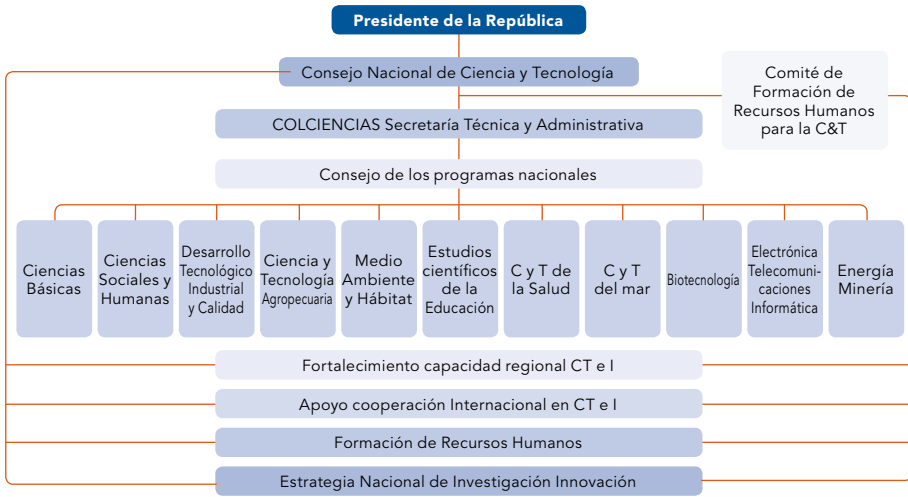 Presidente de la República
Consejo Nacional de Ciencia y Tecnología
Comité de
Formación de
Recursos Humanos
para la C&T
COLCIENCIAS Secretaría Técnica y Administrativa
Consejo de los programas nacionales
Ciencias
Básicas
Ciencias
Sociales y
Humanas
Desarrollo
Tecnológico
Industrial
y Calidad
Ciencia y
Tecnología
Agropecuaria
Medio
Ambiente
y Hábitat
Estudios
científicos
de la
Educación
C y T de
la Salud
C y T
del mar
Biotecnología
Electrónica
Telecomuni-
caciones
Informática
Energía
Minería
Fortalecimiento capacidad regional CT e I
Apoyo cooperación Internacional en CT e I
Formación de Recursos Humanos
Estrategia Nacional de Investigación Innovación